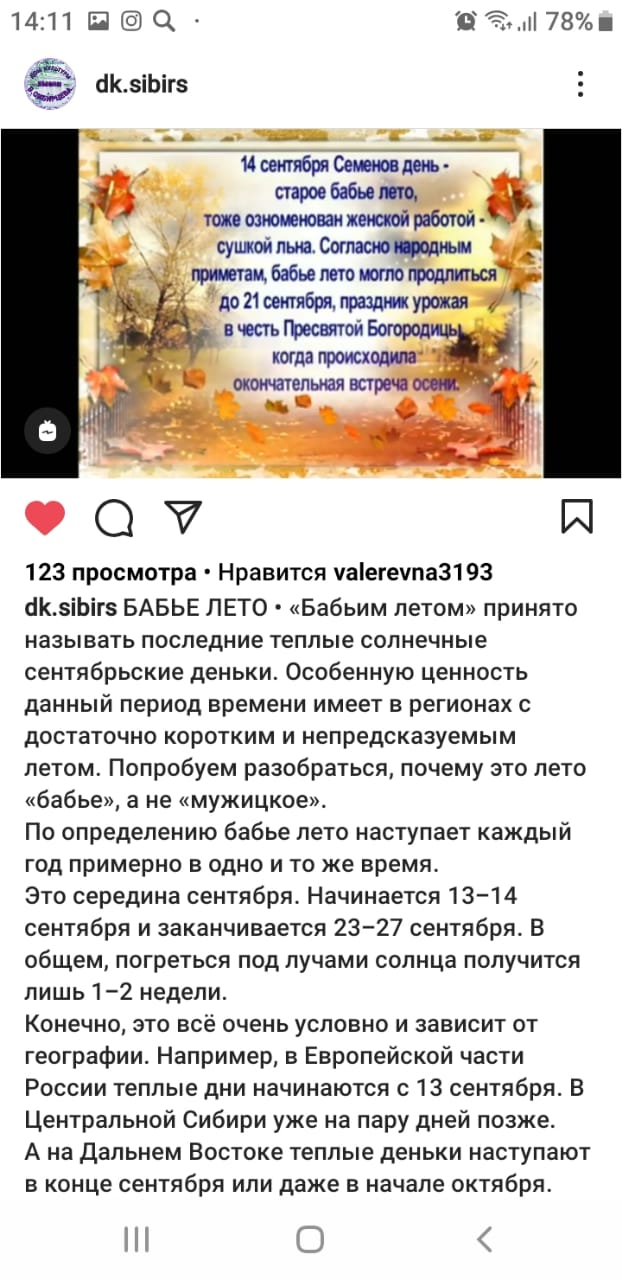 14:11
78%
dk.sibirs
14 сентября Семенов день -
старое бабье лето,
тоже ознаменован женской работой -
сушкой льна. Согласно народным
приметам, бабье лето могло продлиться
до 21 сентября, праздник урожая
в честь Пресвятой Богородицы,
когда происходила
окончательная встреча осени.
123 просмотра • Нравится valerevna3193
dk.sibirs БАБЬЕ ЛЕТО • «Бабьим летом» принято
называть последние теплые солнечные
сентябрьские деньки. Особенную ценность
данный период времени имеет в регионах с
достаточно коротким и непредсказуемым
летом. Попробуем разобраться, почему это лето
«бабье», а не «мужицкое».
По определению бабье лето наступает каждый
год примерно в одно и то же время.
Это середина сентября. Начинается 13–14
сентября и заканчивается 23–27 сентября. В
общем, погреться под лучами солнца получится
лишь 1–2 недели.
Конечно, это всё очень условно и зависит от
географии. Например, в Европейской части
России теплые дни начинаются с 13 сентября. В
Центральной Сибири уже на пару дней позже.
А на Дальнем Востоке теплые деньки наступают
в конце сентября или даже в начале октября.